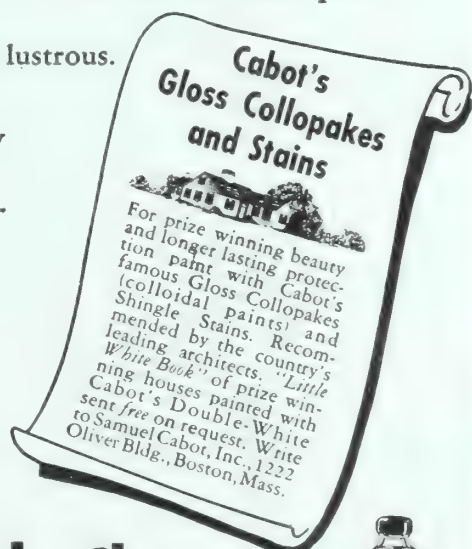 lustrous.
Cabot's
Gloss Collopakes
and Stains
For prize winning beauty
and longer lasting protec-
tion paint with Cabot's
famous Gloss Collopakes
(colloidal paints) and
Shingle Stains. Recom-
mended by the country's
leading architects. "Little
White Book" of prize win-
ning houses painted with
Cabot's Double-White
sent free on request. Write
to Samuel Cabot, Inc., 1222
Oliver Bldg., Boston, Mass.